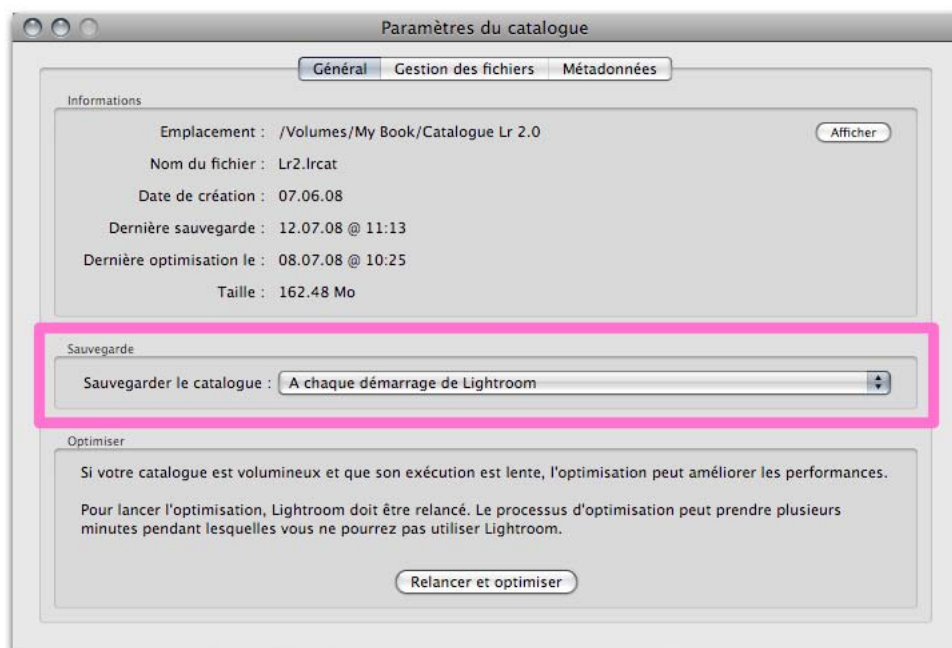 Paramètres du catalogue
Général Gestion des fichiers Métadonnées
Informations
Emplacement : /Volumes/My Book/Catalogue Lr 2.0 Afficher
Nom du fichier : Lr2.lrcat
Date de création : 07.06.08
Dernière sauvegarde : 12.07.08 @ 11:13
Dernière optimisation le : 08.07.08 @ 10:25
Taille : 162.48 Mo
Sauvegarde
Sauvegarder le catalogue : A chaque démarrage de Lightroom
Optimiser
Si votre catalogue est volumineux et que son exécution est lente, l'optimisation peut améliorer les performances.
Pour lancer l'optimisation, Lightroom doit être relancé. Le processus d'optimisation peut prendre plusieurs
minutes pendant lesquelles vous ne pourrez pas utiliser Lightroom.
Relancer et optimiser